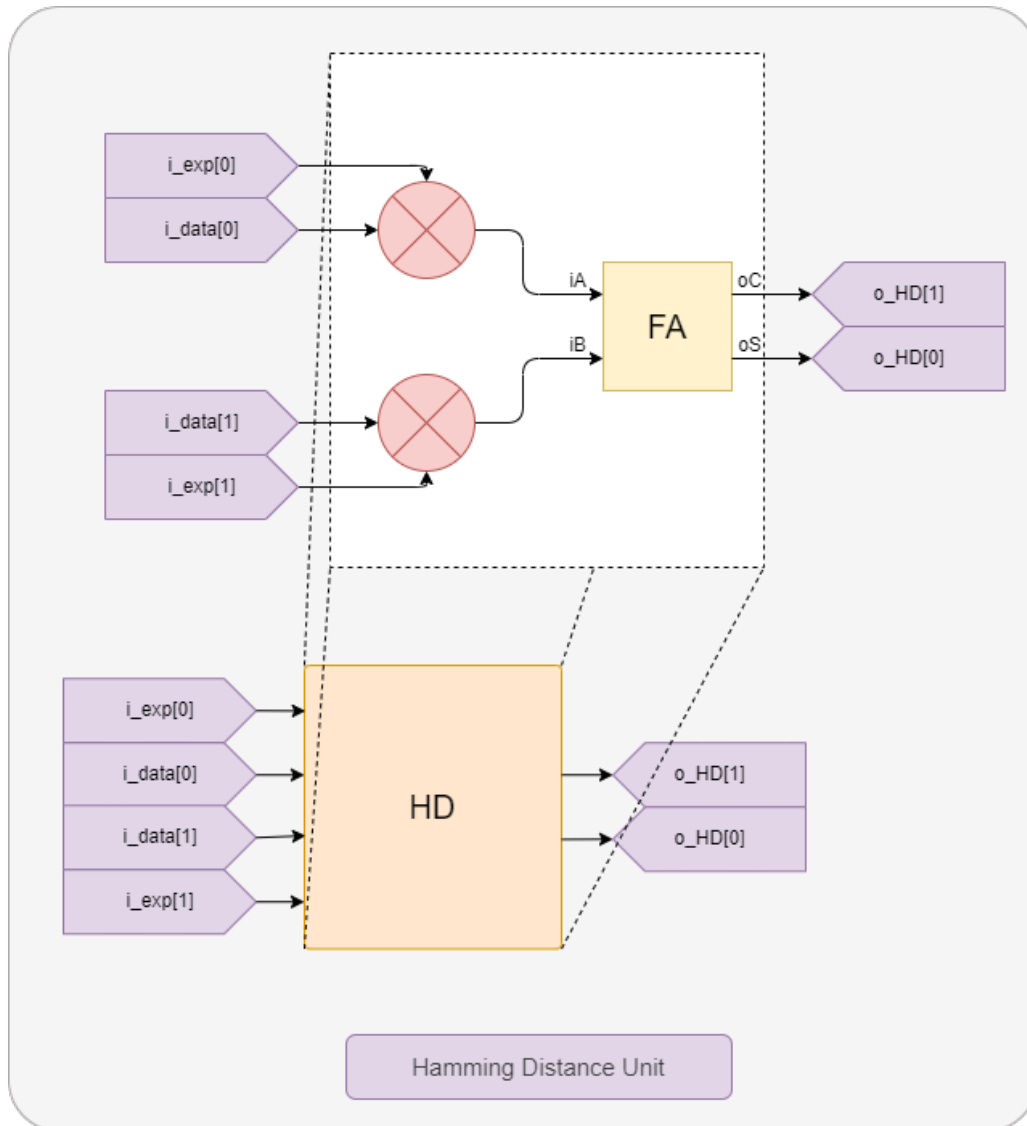 i_exp[0]
i_data[0]
iA
oC
o_HD[1]
FA
iB
oS
o_HD[0]
i_data[1]
i_exp[1]
i_exp[0]
i_data[0]
i_data[1]
i_exp[1]
HD
o_HD[1]
o_HD[0]
Hamming Distance Unit